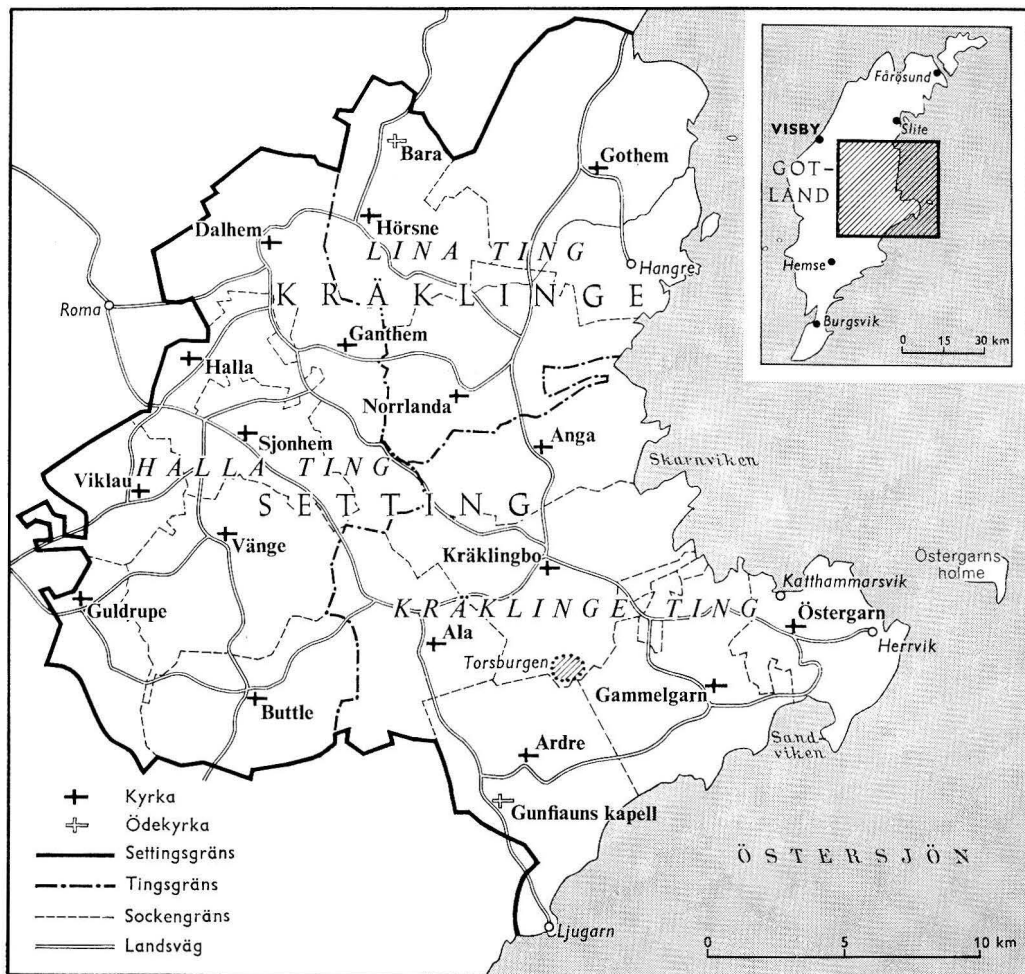 Bara
Gothem
Hörsne
Dalhem
LINA TING
Hangre
KRÄKLINGE
Roma
Ganthem
Halla
Norrlanda
Sjonhem
Anga
HALLA TING
Skarnviken
Viklau
SETTING
Vänge
Kräklingbo
Östergarns
holme
Katthammarsvik
Guldrupe
KRÄKLINGE TING
Östergarn
Ala
Herrvik
Torsburgen
Gammelgarn
Buttle
Ardre
Sand-
viken
Gunfiauns kapell
ÖSTERSJÖN
Ljugarn
Kyrka
Ödekyrka
Settingsgräns
Tingsgräns
Sockengräns
Landsväg
0 5 10 km
Fårösund
Slite
VISBY
GOT-
LAND
Hemse
Burgsvik
0 15 30 km